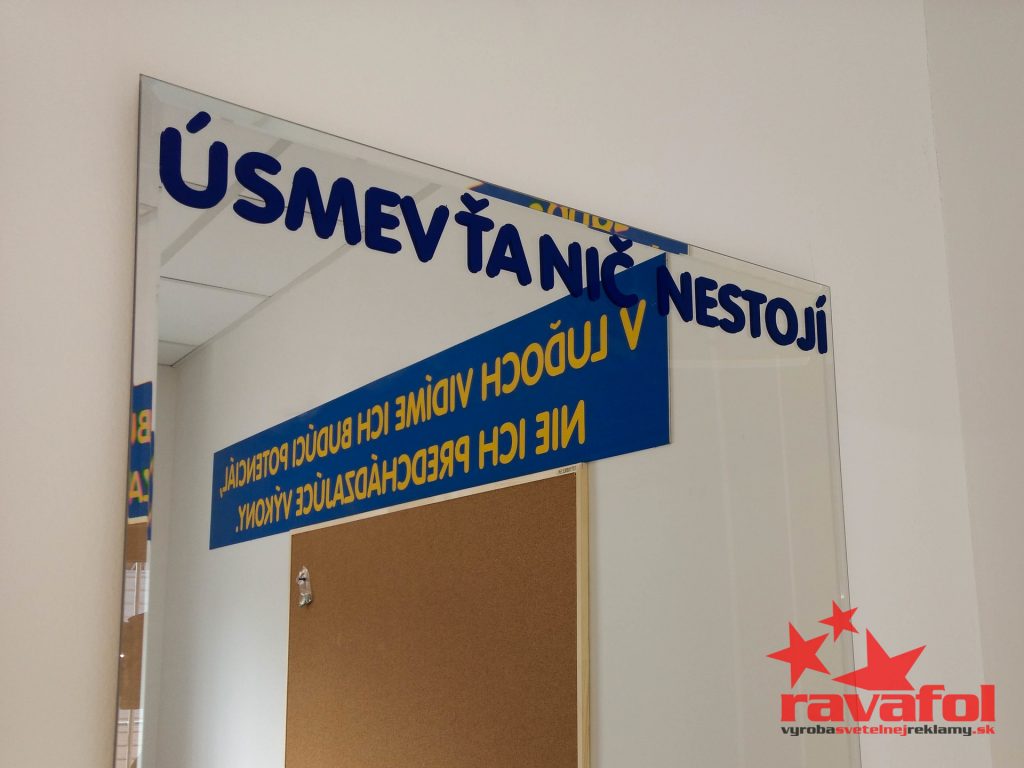 ÚSMEV ŤA NIČ NESTOJÍ
V ĽUĎOCH VIDÍME ICH BUDÚCI POTENCIÁL,
NIE ICH PREDCHÁDZAJÚCE VÝKONY.
ravafol
vyrobasvetelnejreklamy.sk